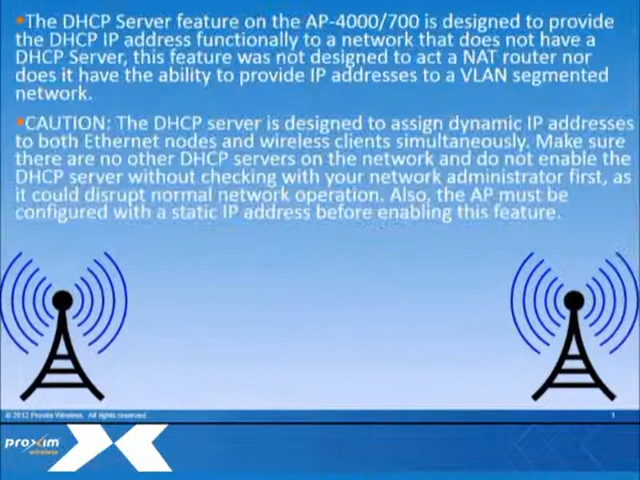 •The DHCP Server feature on the AP-4000/700 is designed to provide
the DHCP IP address functionally to a network that does not have a
DHCP Server, this feature was not designed to act a NAT router nor
does it have the ability to provide IP addresses to a VLAN segmented
network.
•CAUTION: The DHCP server is designed to assign dynamic IP addresses
to both Ethernet nodes and wireless clients simultaneously. Make sure
there are no other DHCP servers on the network and do not enable the
DHCP server without checking with your network administrator first, as
it could disrupt normal network operation. Also, the AP must be
configured with a static IP address before enabling this feature.
© 2012 Proxim Wireless. All rights reserved
1
proxim
wireless